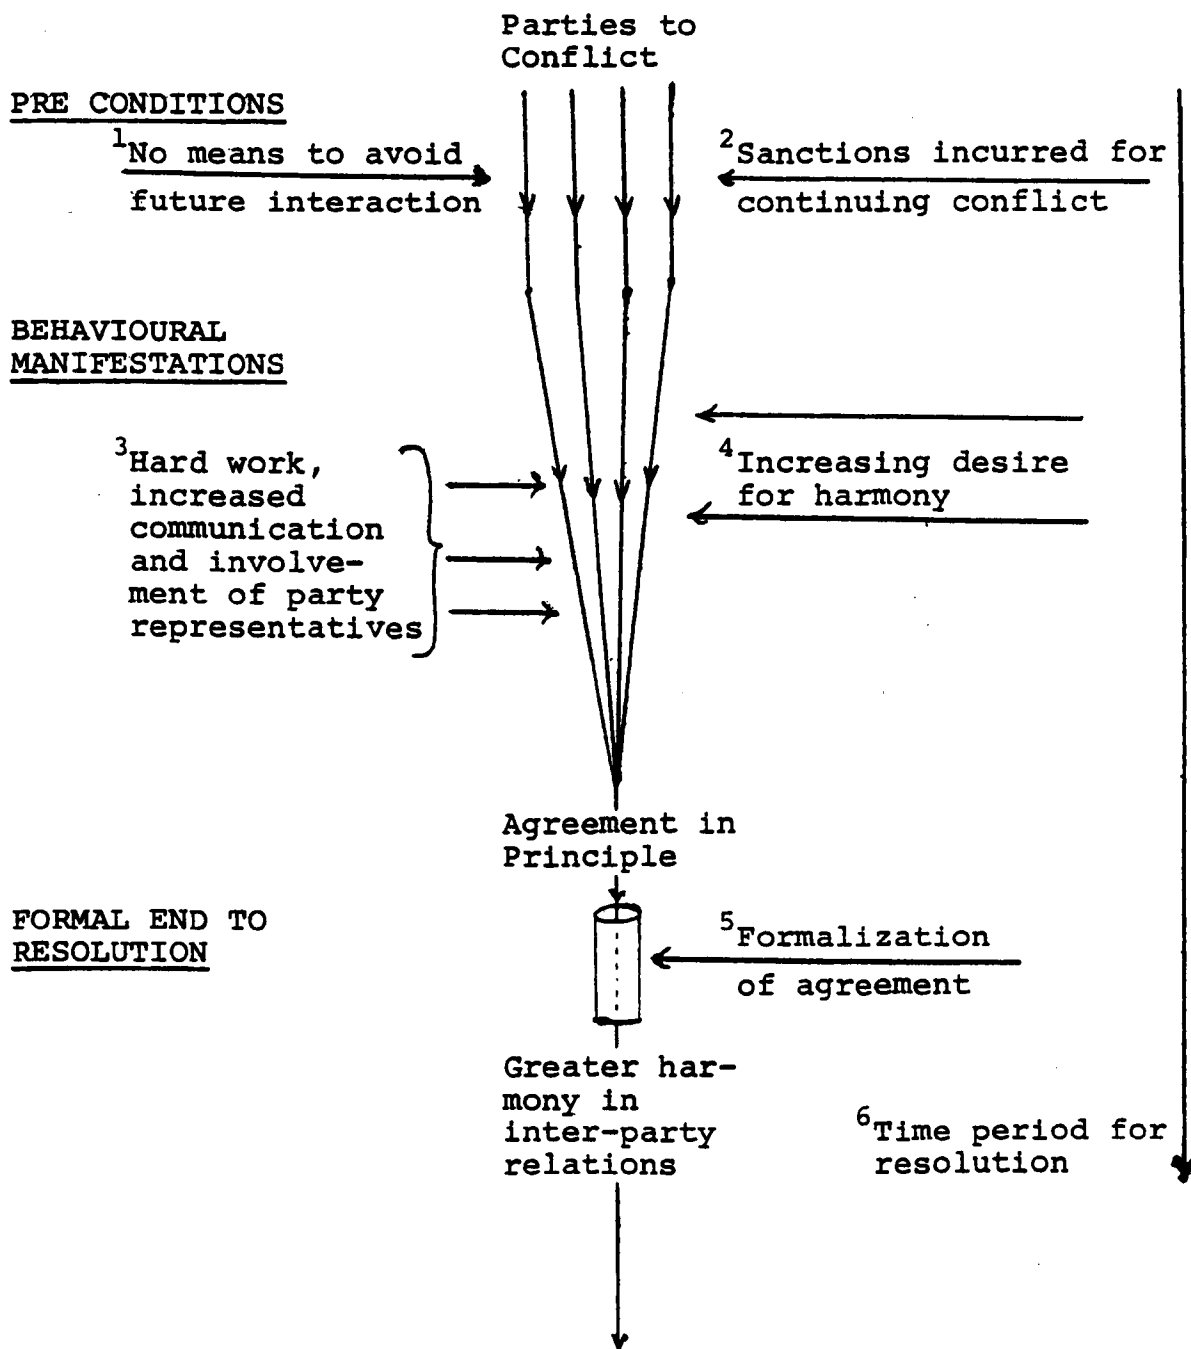 Parties to
Conflict
PRE CONDITIONS
1No means to avoid
future interaction
2Sanctions incurred for
continuing conflict
BEHAVIOURAL
MANIFESTATIONS
3Hard work,
increased
communication
and involve-
ment of party
representatives
4Increasing desire
for harmony
Agreement in
Principle
FORMAL END TO
RESOLUTION
5Formalization
of agreement
Greater har-
mony in
inter-party
relations
6Time period for
resolution